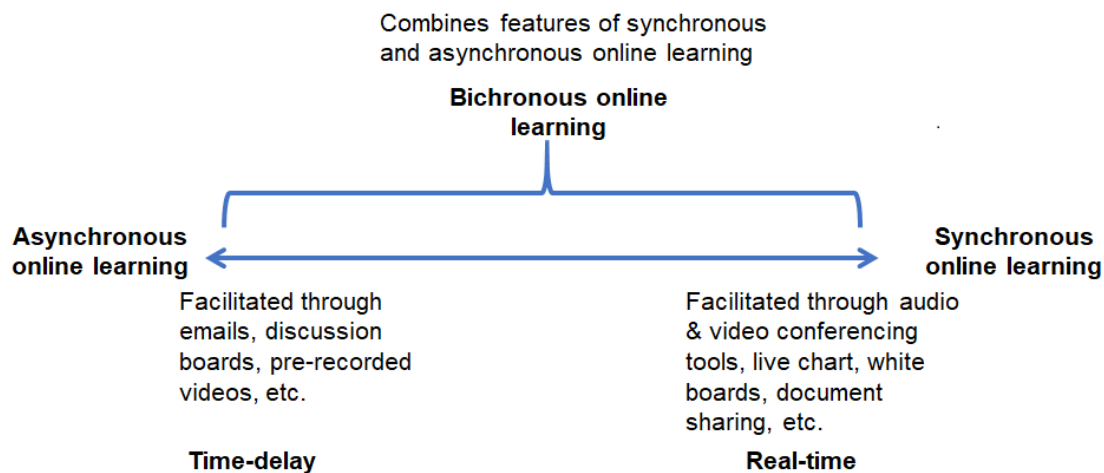 Combines features of synchronous
and asynchronous online learning
Bichronous online
learning
.
Asynchronous
online learning
Synchronous
online learning
Facilitated through
emails, discussion
boards, pre-recorded
videos, etc.
Facilitated through audio
& video conferencing
tools, live chart, white
boards, document
sharing, etc.
Time-delay
Real-time